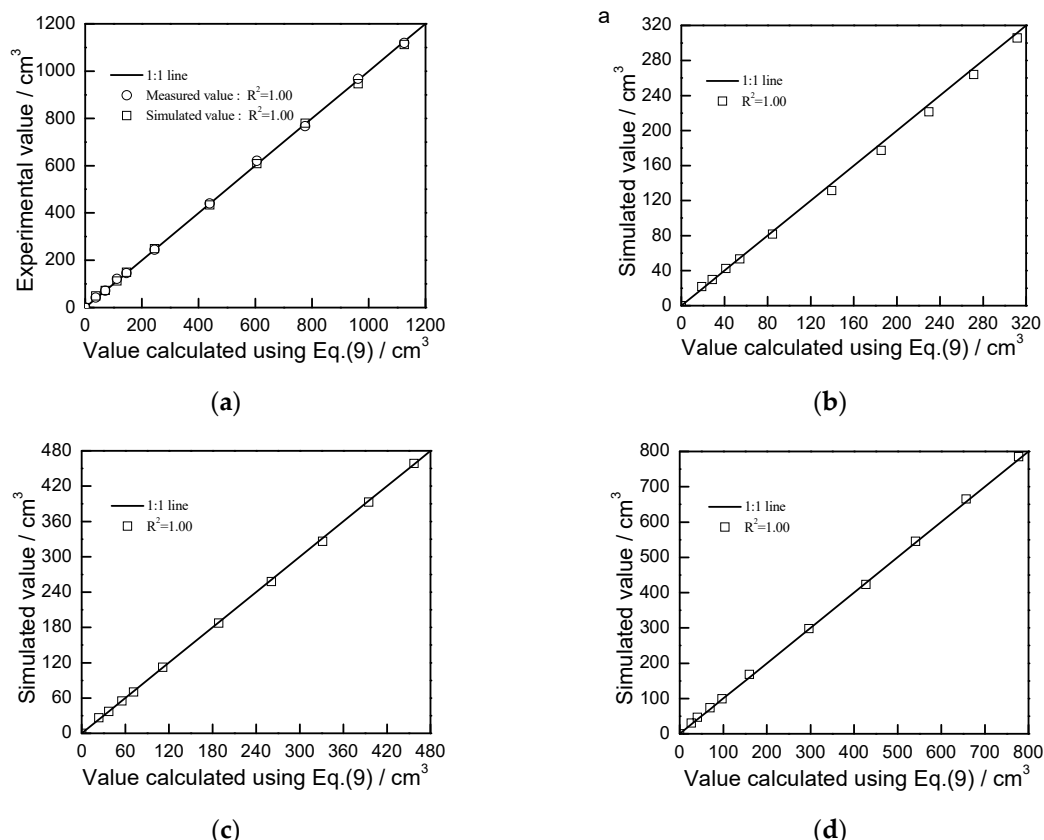 1200
1000
800
600
400
200
0
Experimental value / cm³
1:1 line
Measured value : R²=1.00
Simulated value : R²=1.00
0 200 400 600 800 1000 1200
Value calculated using Eq.(9) / cm³
(a)
a
320
280
240
200
160
120
80
40
0
Simulated value / cm³
1:1 line
R²=1.00
0 40 80 120 160 200 240 280 320
Value calculated using Eq.(9) / cm³
(b)
480
420
360
300
240
180
120
60
0
Simulated value / cm³
1:1 line
R²=1.00
0 60 120 180 240 300 360 420 480
Value calculated using Eq.(9) / cm³
(c)
800
700
600
500
400
300
200
100
0
Simulated value / cm³
1:1 line
R²=1.00
0 100 200 300 400 500 600 700 800
Value calculated using Eq.(9) / cm³
(d)